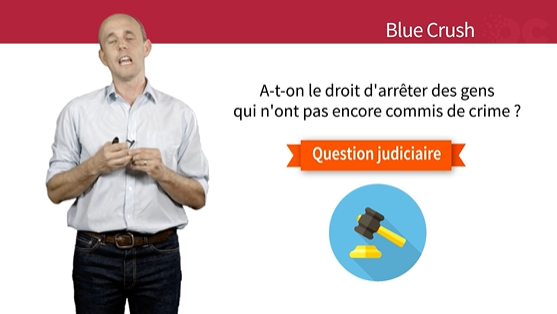 Blue Crush
A-t-on le droit d'arrêter des gens
qui n'ont pas encore commis de crime ?
Question judiciaire